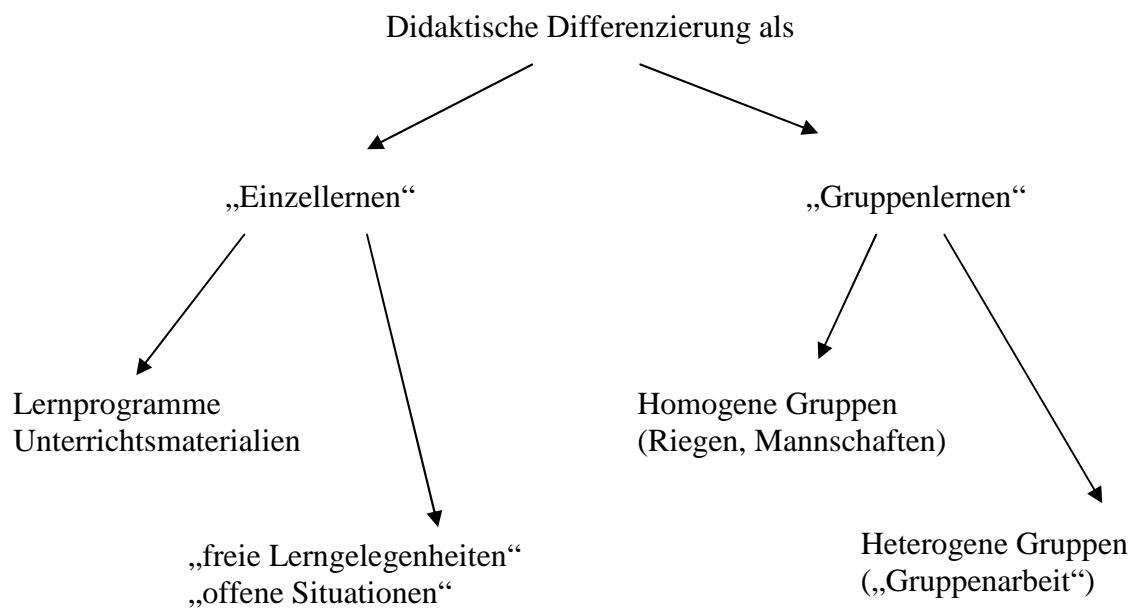 Didaktische Differenzierung als
„Einzellernen“
„Gruppenlernen“
Lernprogramme
Unterrichtsmaterialien
„freie Lerngelegenheiten“
„offene Situationen“
Homogene Gruppen
(Riegen, Mannschaften)
Heterogene Gruppen
(„Gruppenarbeit“)